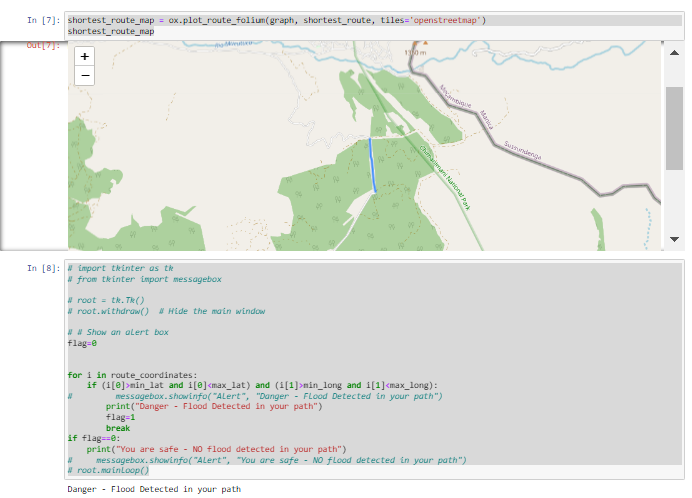 In [7]: shortest_route_map = ox.plot_route_folium(graph, shortest_route, tiles='openstreetmap')
shortest_route_map
Out[7]:
+
−
1130 m
Mozambique
Manica
Sussundenga
Chimanimani National Park
In [8]: # import tkinter as tk
# from tkinter import messagebox
# root = tk.Tk()
# root.withdraw()  # Hide the main window
# # Show an alert box
flag=0
for i in route_coordinates:
    if (i[0]>min_lat and i[0]<max_lat) and (i[1]>min_long and i[1]<max_long):
#         messagebox.showinfo("Alert", "Danger - Flood Detected in your path")
        print("Danger - Flood Detected in your path")
        flag=1
        break
if flag==0:
    print("You are safe - NO flood detected in your path")
#     messagebox.showinfo("Alert", "You are safe - NO flood detected in your path")
# root.mainloop()
Danger - Flood Detected in your path